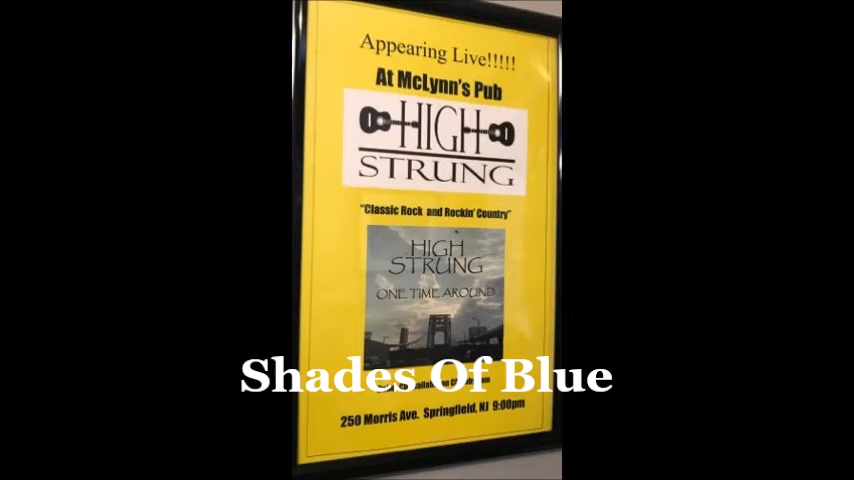 Appearing Live!!!!!
At McLynn's Pub
HIGH
STRUNG
"Classic Rock and Rockin' Country"
HIGH
STRUNG
ONE TIME AROUND
Shades Of Blue
250 Morris Ave. Springfield, NJ 9:00pm